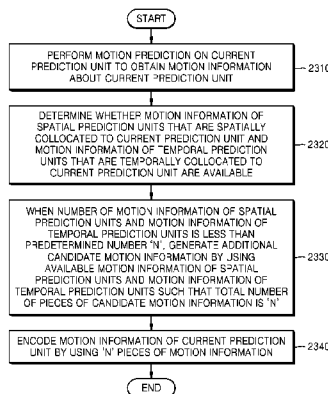 START
PERFORM MOTION PREDICTION ON CURRENT
PREDICTION UNIT TO OBTAIN MOTION INFORMATION
ABOUT CURRENT PREDICTION UNIT
2310
DETERMINE WHETHER MOTION INFORMATION OF
SPATIAL PREDICTION UNITS THAT ARE SPATIALLY
COLLOCATED TO CURRENT PREDICTION UNIT AND
MOTION INFORMATION OF TEMPORAL PREDICTION
UNITS THAT ARE TEMPORALLY COLLOCATED TO
CURRENT PREDICTION UNIT ARE AVAILABLE
2320
WHEN NUMBER OF MOTION INFORMATION OF SPATIAL
PREDICTION UNITS AND MOTION INFORMATION OF
TEMPORAL PREDICTION UNITS IS LESS THAN
PREDETERMINED NUMBER 'N', GENERATE ADDITIONAL
CANDIDATE MOTION INFORMATION BY USING
AVAILABLE MOTION INFORMATION OF SPATIAL
PREDICTION UNITS AND MOTION INFORMATION OF
TEMPORAL PREDICTION UNITS SUCH THAT TOTAL NUMBER
OF PIECES OF CANDIDATE MOTION INFORMATION IS 'N'
2330
ENCODE MOTION INFORMATION OF CURRENT PREDICTION
UNIT BY USING 'N' PIECES OF MOTION INFORMATION
2340
END